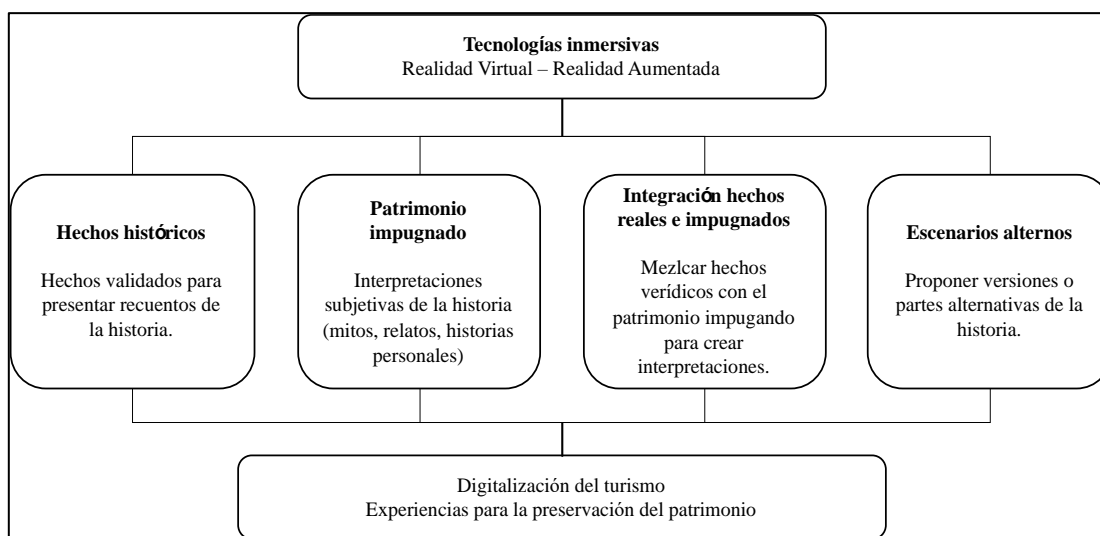 Tecnologías inmersivas
Realidad Virtual – Realidad Aumentada
Hechos históricos
Hechos validados para
presentar recuentos de
la historia.
Patrimonio
impugnado
Interpretaciones
subjetivas de la historia
(mitos, relatos, historias
personales)
Integración hechos
reales e impugnados
Mezlcar hechos
verídicos con el
patrimonio impugando
para crear
interpretaciones.
Escenarios alternos
Proponer versiones o
partes alternativas de la
historia.
Digitalización del turismo
Experiencias para la preservación del patrimonio